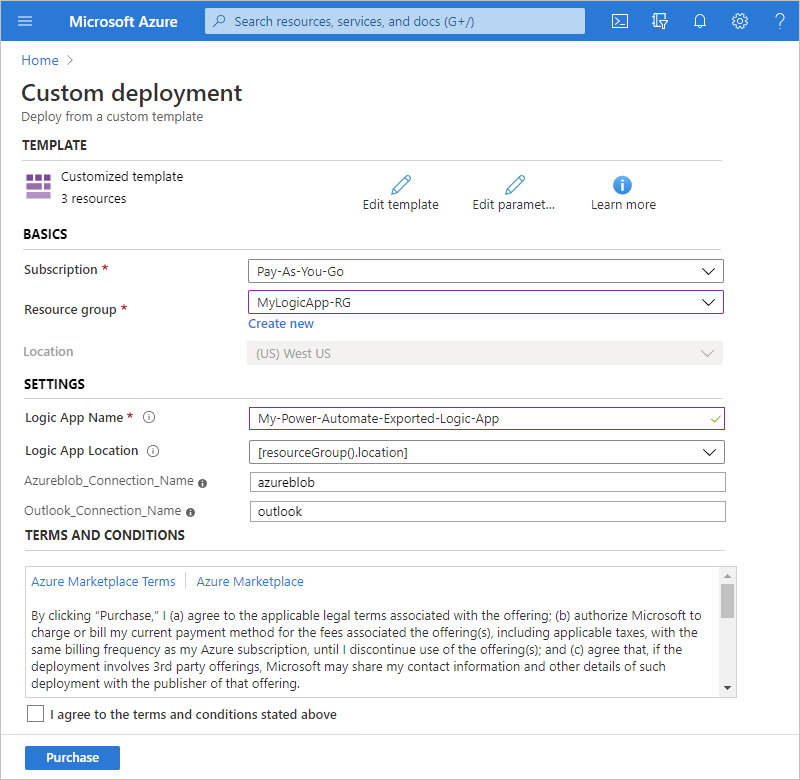 Microsoft Azure
Search resources, services, and docs (G+/)
Home
Custom deployment
Deploy from a custom template
TEMPLATE
Customized template
3 resources
Edit template
Edit paramet...
Learn more
BASICS
Subscription *
Pay-As-You-Go
Resource group *
MyLogicApp-RG
Create new
Location
(US) West US
SETTINGS
Logic App Name *
My-Power-Automate-Exported-Logic-App
Logic App Location
[resourceGroup().location]
Azureblob_Connection_Name
azureblob
Outlook_Connection_Name
outlook
TERMS AND CONDITIONS
Azure Marketplace Terms
Azure Marketplace
By clicking “Purchase,” I (a) agree to the applicable legal terms associated with the offering; (b) authorize Microsoft to
charge or bill my current payment method for the fees associated the offering(s), including applicable taxes, with the
same billing frequency as my Azure subscription, until I discontinue use of the offering(s); and (c) agree that, if the
deployment involves 3rd party offerings, Microsoft may share my contact information and other details of such
deployment with the publisher of that offering.
I agree to the terms and conditions stated above
Purchase